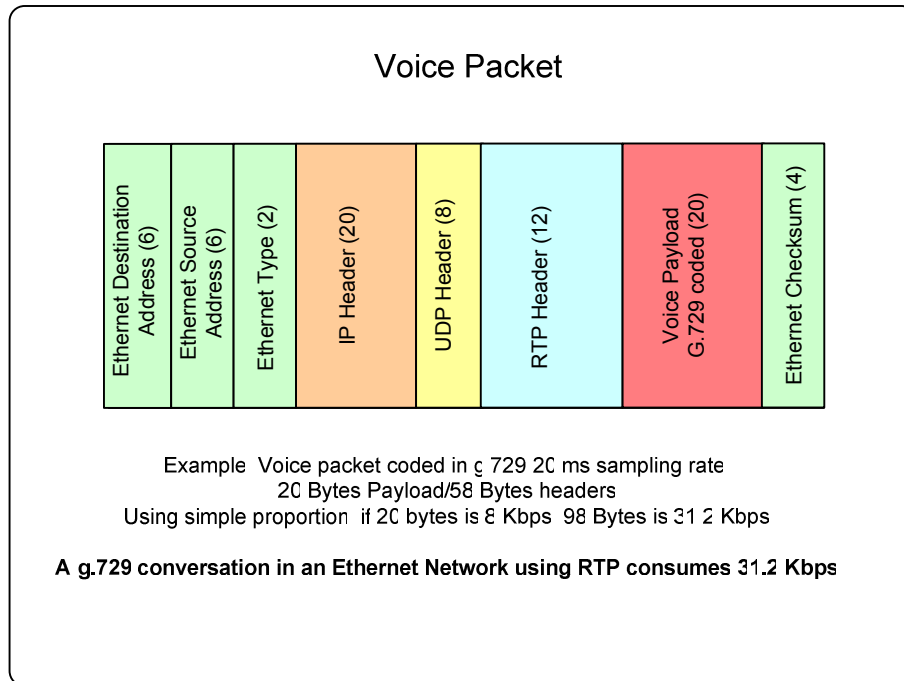 Voice Packet
Ethernet Destination
Address (6)
Ethernet Source
Address (6)
Ethernet Type (2)
IP Header (20)
UDP Header (8)
RTP Header (12)
Voice Payload
G.729 coded (20)
Ethernet Checksum (4)
Example Voice packet coded in g 729 20 ms sampling rate
20 Bytes Payload/58 Bytes headers
Using simple proportion if 20 bytes is 8 Kbps 98 Bytes is 31 2 Kbps
A g.729 conversation in an Ethernet Network using RTP consumes 31.2 Kbps